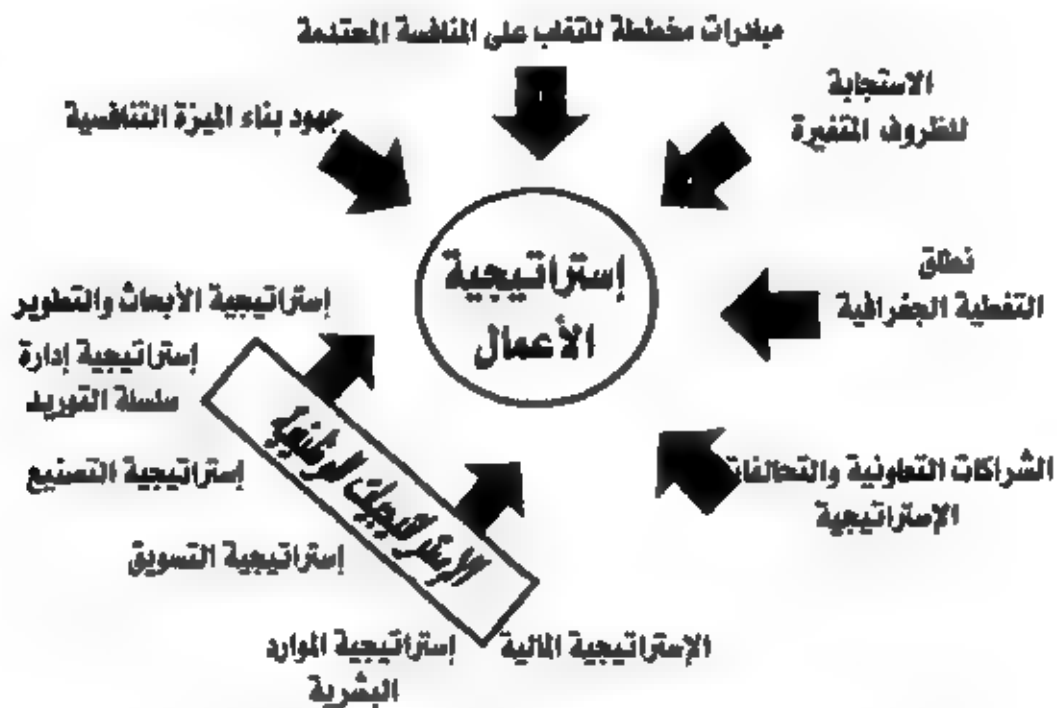 مبادرات مخططة للتغلب على المنافسة المحتدمة
الاستجابة
للظروف المتغيرة
جهود بناء الميزة التنافسية
إستراتيجية
الأعمال
نطاق
التغطية الجغرافية
الشراكات التعاونية والتحالفات
الإستراتيجية
إستراتيجية الأبحاث والتطوير
إستراتيجية إدارة
سلسلة التوريد
إستراتيجية التصنيع
إستراتيجية التسويق
إستراتيجية الموارد
البشرية
الإستراتيجية المالية
الإستراتيجيات الوظيفية